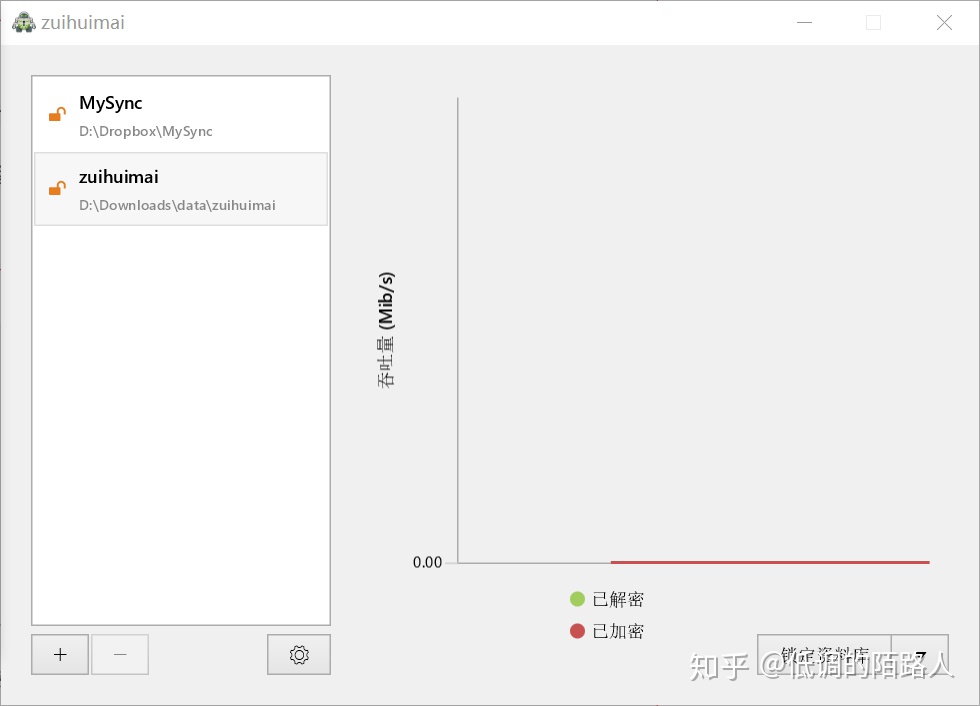 zuihuimai
MySync
D:\Dropbox\MySync
zuihuimai
D:\Downloads\data\zuihuimai
吞吐量 (Mib/s)
0.00
已解密
已加密
锁定资料库
知乎 @低调的陌路人